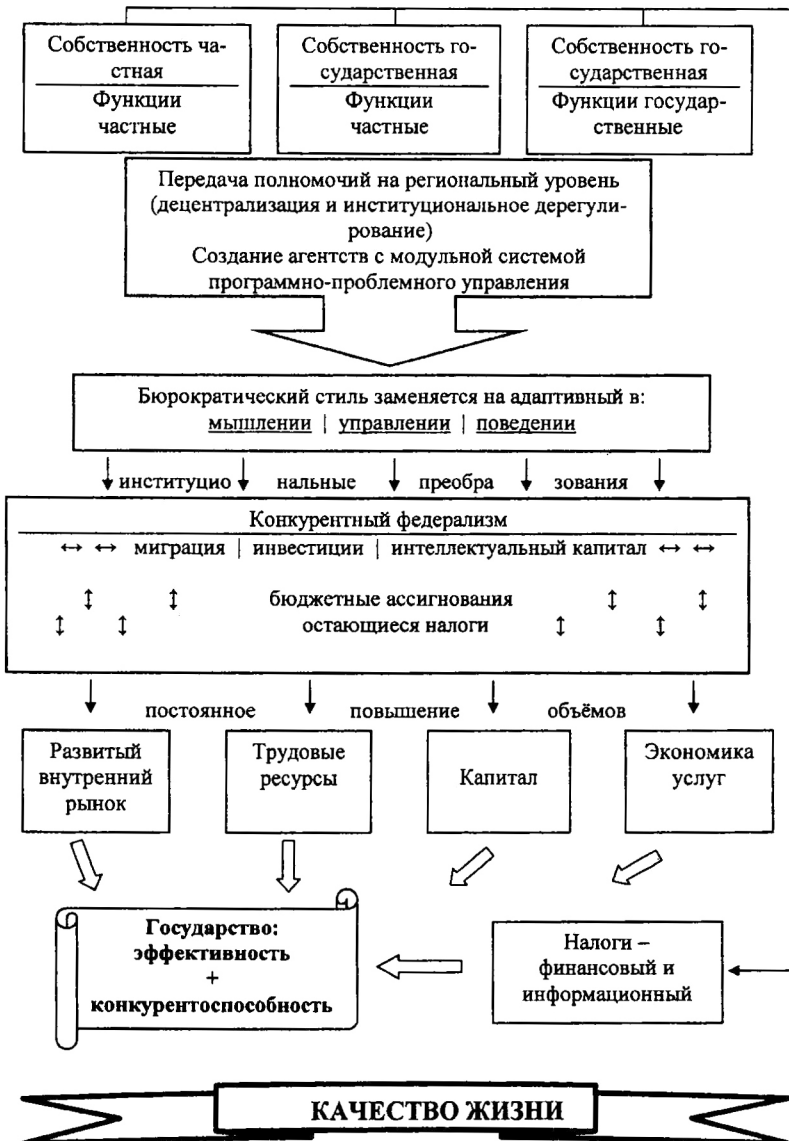 Собственность ча-
стная
Функции
частные
Собственность го-
сударственная
Функции
частные
Собственность го-
сударственная
Функции государ-
ственные
Передача полномочий на региональный уровень
(децентрализация и институциональное дерегули-
рование)
Создание агентств с модульной системой
программно-проблемного управления
Бюрократический стиль заменяется на адаптивный в:
мышлении | управлении | поведении
институцио нальные преобра зования
Конкурентный федерализм
↔ ↔ миграция | инвестиции | интеллектуальный капитал ↔ ↔
бюджетные ассигнования
остающиеся налоги
постоянное повышение объёмов
Развитый
внутренний
рынок
Трудовые
ресурсы
Капитал
Экономика
услуг
Государство:
эффективность
+
конкурентоспособность
Налоги –
финансовый и
информационный
КАЧЕСТВО ЖИЗНИ